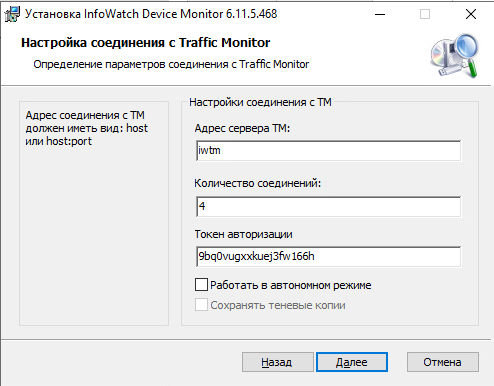 Установка InfoWatch Device Monitor 6.11.5.468
Настройка соединения с Traffic Monitor
Определение параметров соединения с Traffic Monitor
Адрес соединения с ТМ
должен иметь вид: host
или host:port
Настройки соединения с ТМ
Адрес сервера ТМ:
iwtm
Количество соединений:
4
Токен авторизации
9bq0vugxxkuej3fw166h
Работать в автономном режиме
Сохранять теневые копии
Назад
Далее
Отмена